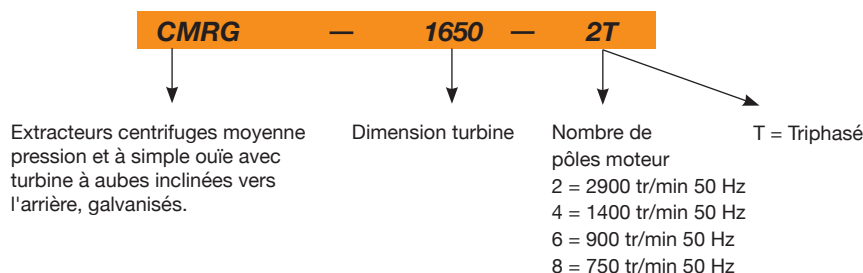 CMRG — 1650 — 2T
Extracteurs centrifuges moyenne
pression et à simple ouïe avec
turbine à aubes inclinées vers
l'arrière, galvanisés.
Dimension turbine
Nombre de
pôles moteur
2 = 2900 tr/min 50 Hz
4 = 1400 tr/min 50 Hz
6 = 900 tr/min 50 Hz
8 = 750 tr/min 50 Hz
T = Triphasé